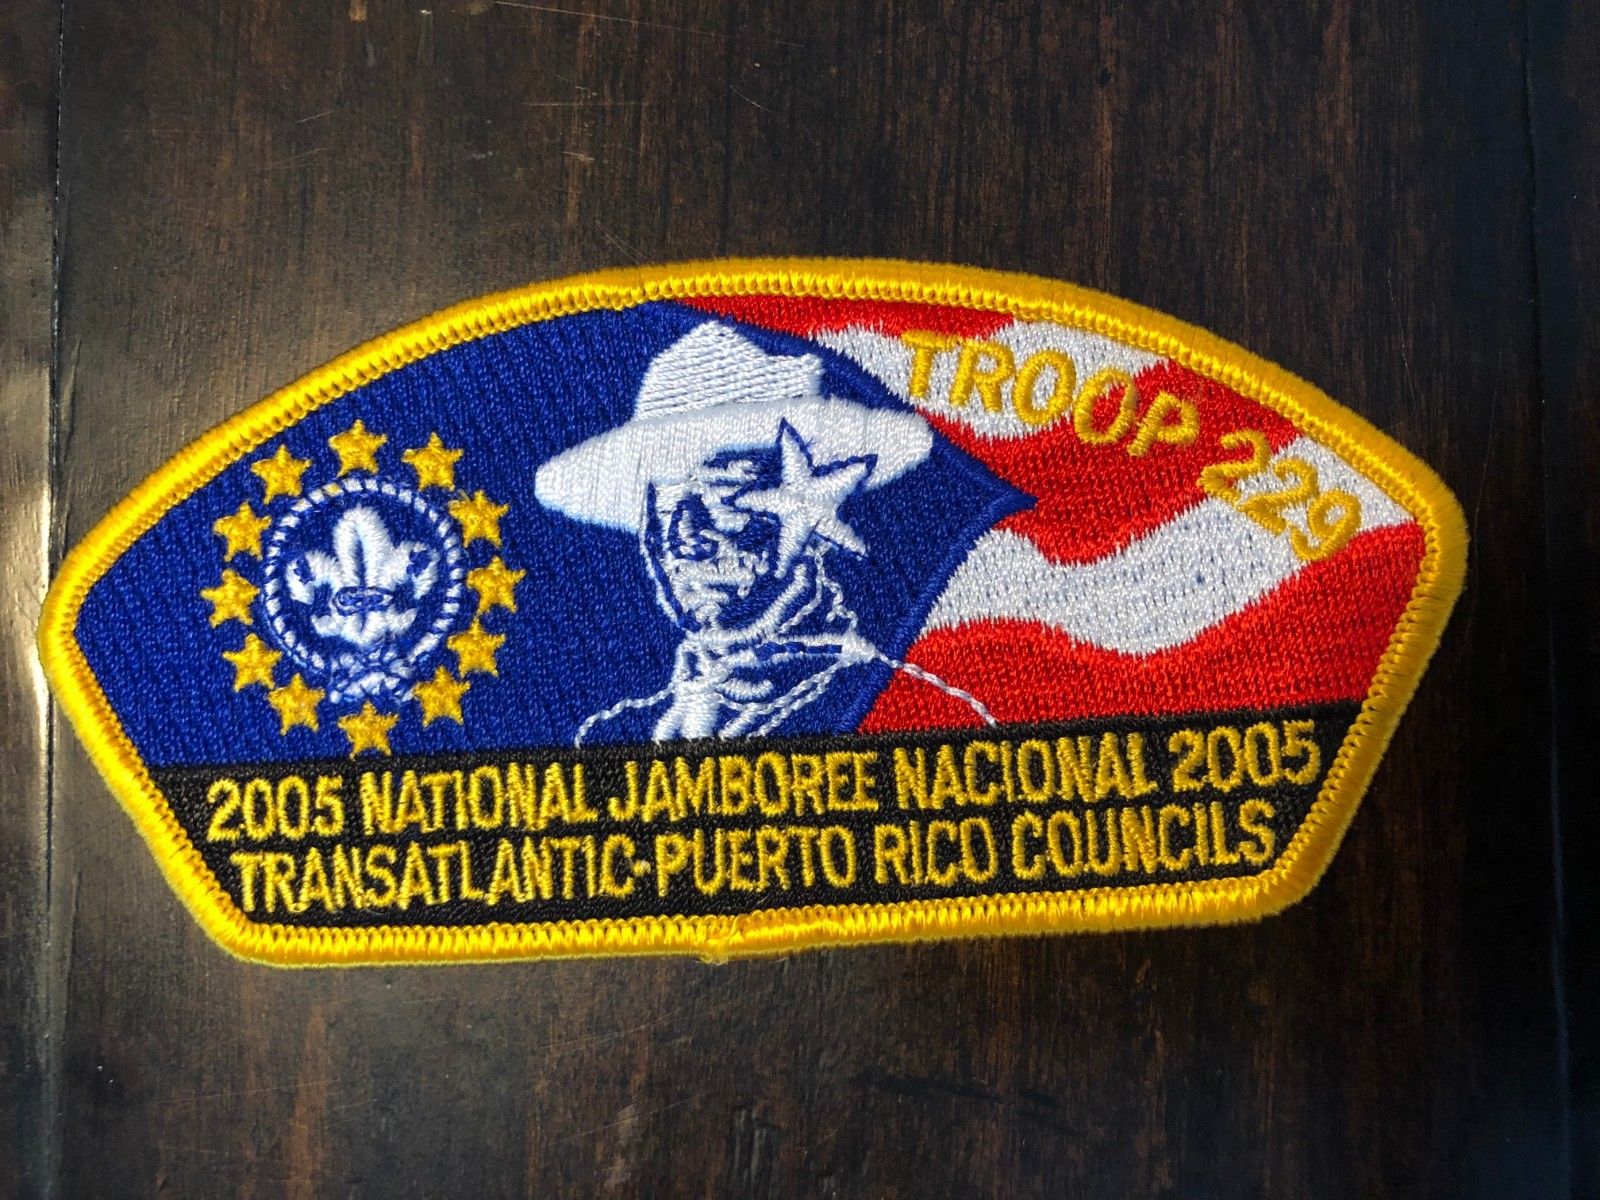 TROOP 229
2005 NATIONAL JAMBOREE NACIONAL 2005
TRANSATLANTIC-PUERTO RICO COUNCILS